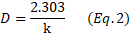 D = 2.303 / k (Eq. 2)